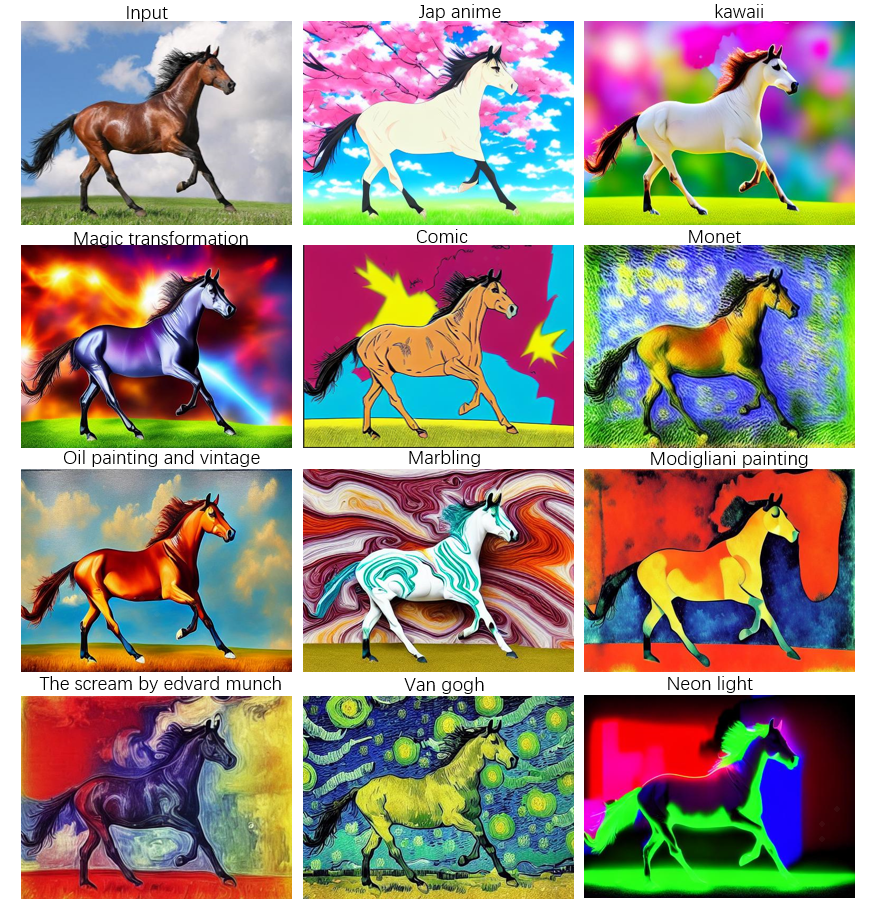 Input
Jap anime
kawaii
Magic transformation
Comic
Monet
Oil painting and vintage
Marbling
Modigliani painting
The scream by edvard munch
Van gogh
Neon light